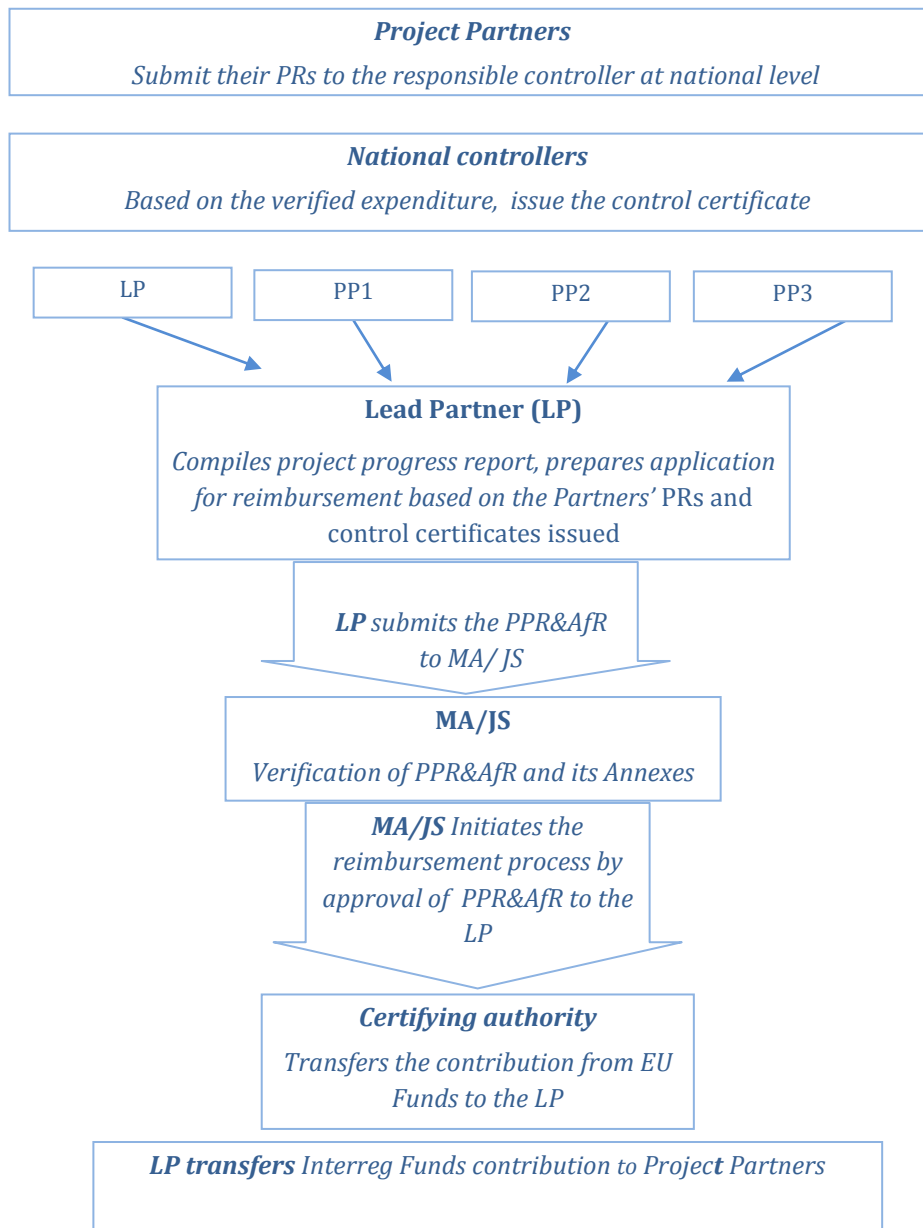 Project Partners
Submit their PRs to the responsible controller at national level
National controllers
Based on the verified expenditure, issue the control certificate
LP
PP1
PP2
PP3
Lead Partner (LP)
Compiles project progress report, prepares application
for reimbursement based on the Partners’ PRs and
control certificates issued
LP submits the PPR&AfR
to MA/ JS
MA/JS
Verification of PPR&AfR and its Annexes
MA/JS Initiates the
reimbursement process by
approval of PPR&AfR to the
LP
Certifying authority
Transfers the contribution from EU
Funds to the LP
LP transfers Interreg Funds contribution to Project Partners